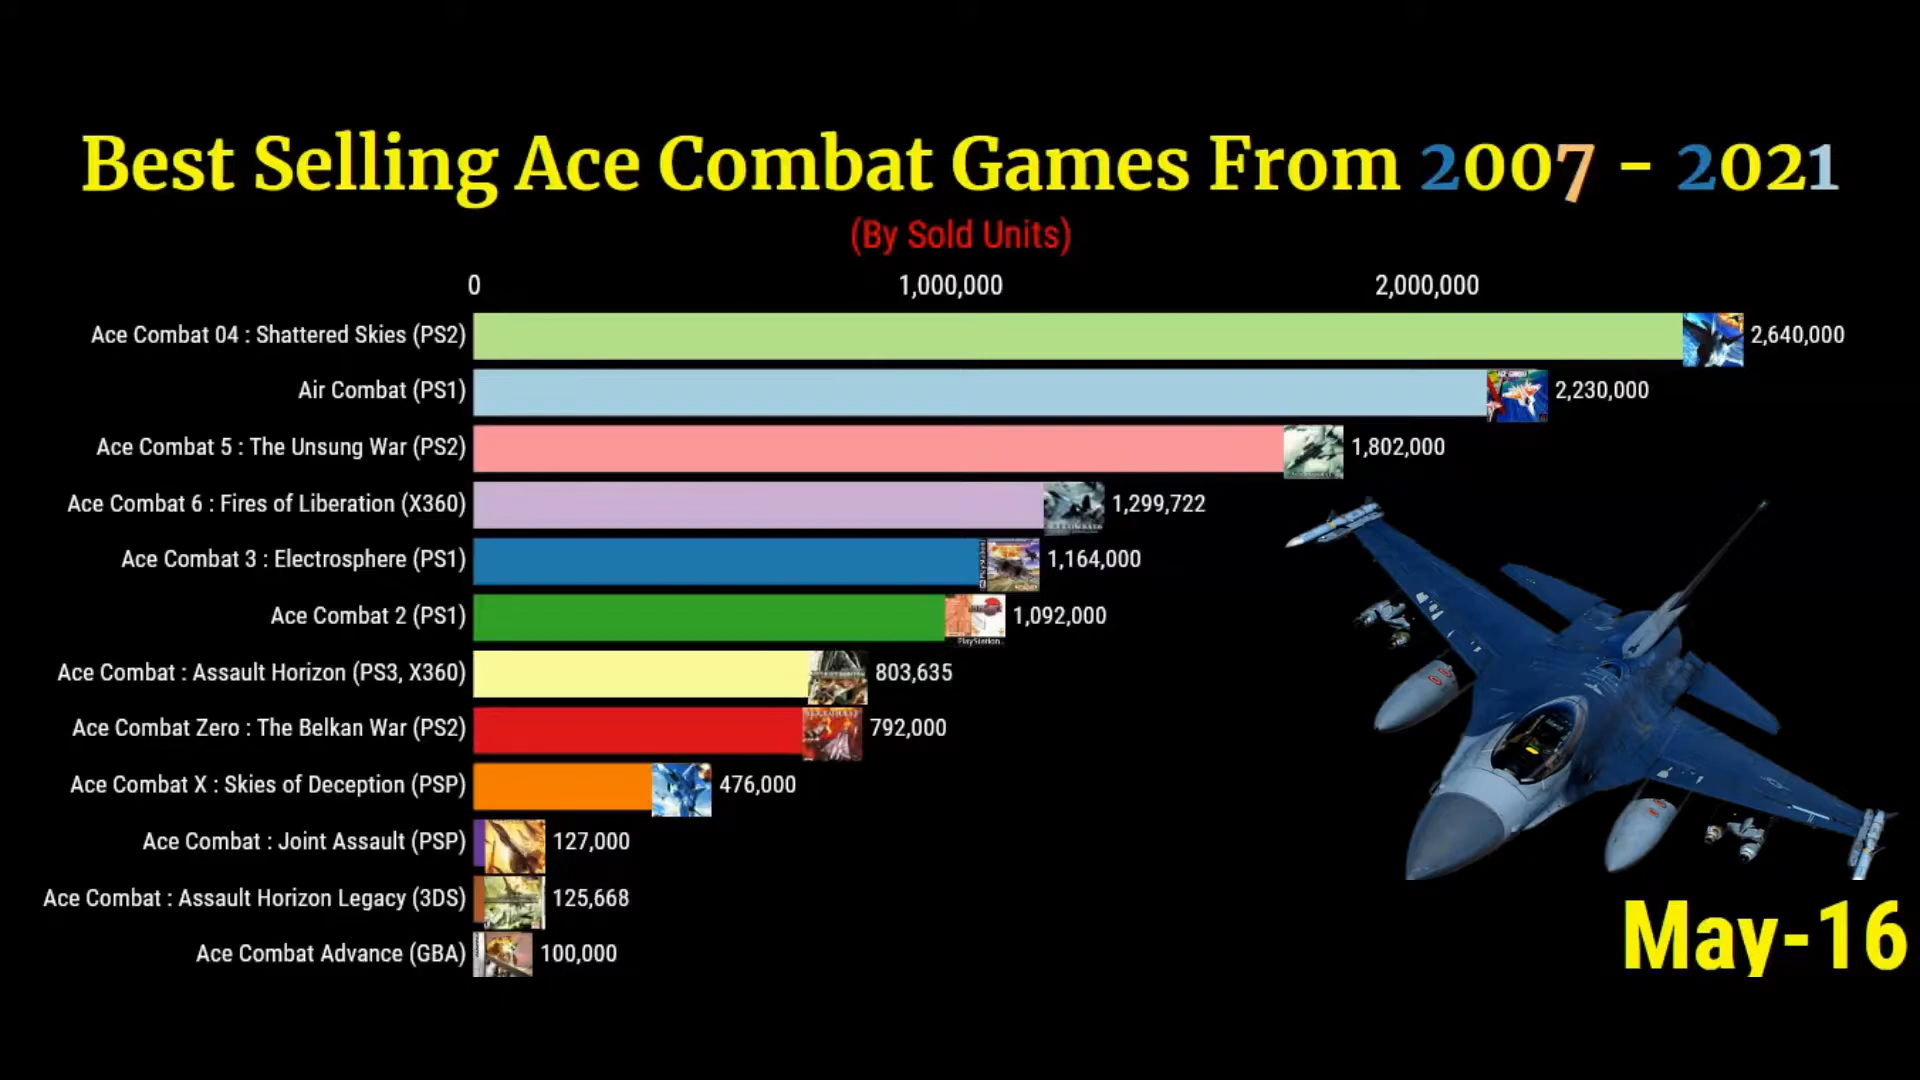 Best Selling Ace Combat Games From 2007 - 2021
(By Sold Units)
0 1,000,000 2,000,000
Ace Combat 04 : Shattered Skies (PS2) 2,640,000
Air Combat (PS1) 2,230,000
Ace Combat 5 : The Unsung War (PS2) 1,802,000
Ace Combat 6 : Fires of Liberation (X360) 1,299,722
Ace Combat 3 : Electrosphere (PS1) 1,164,000
Ace Combat 2 (PS1) 1,092,000
PlayStation
Ace Combat : Assault Horizon (PS3, X360) 803,635
Ace Combat Zero : The Belkan War (PS2) 792,000
Ace Combat X : Skies of Deception (PSP) 476,000
Ace Combat : Joint Assault (PSP) 127,000
Ace Combat : Assault Horizon Legacy (3DS) 125,668
Ace Combat Advance (GBA) 100,000
May-16